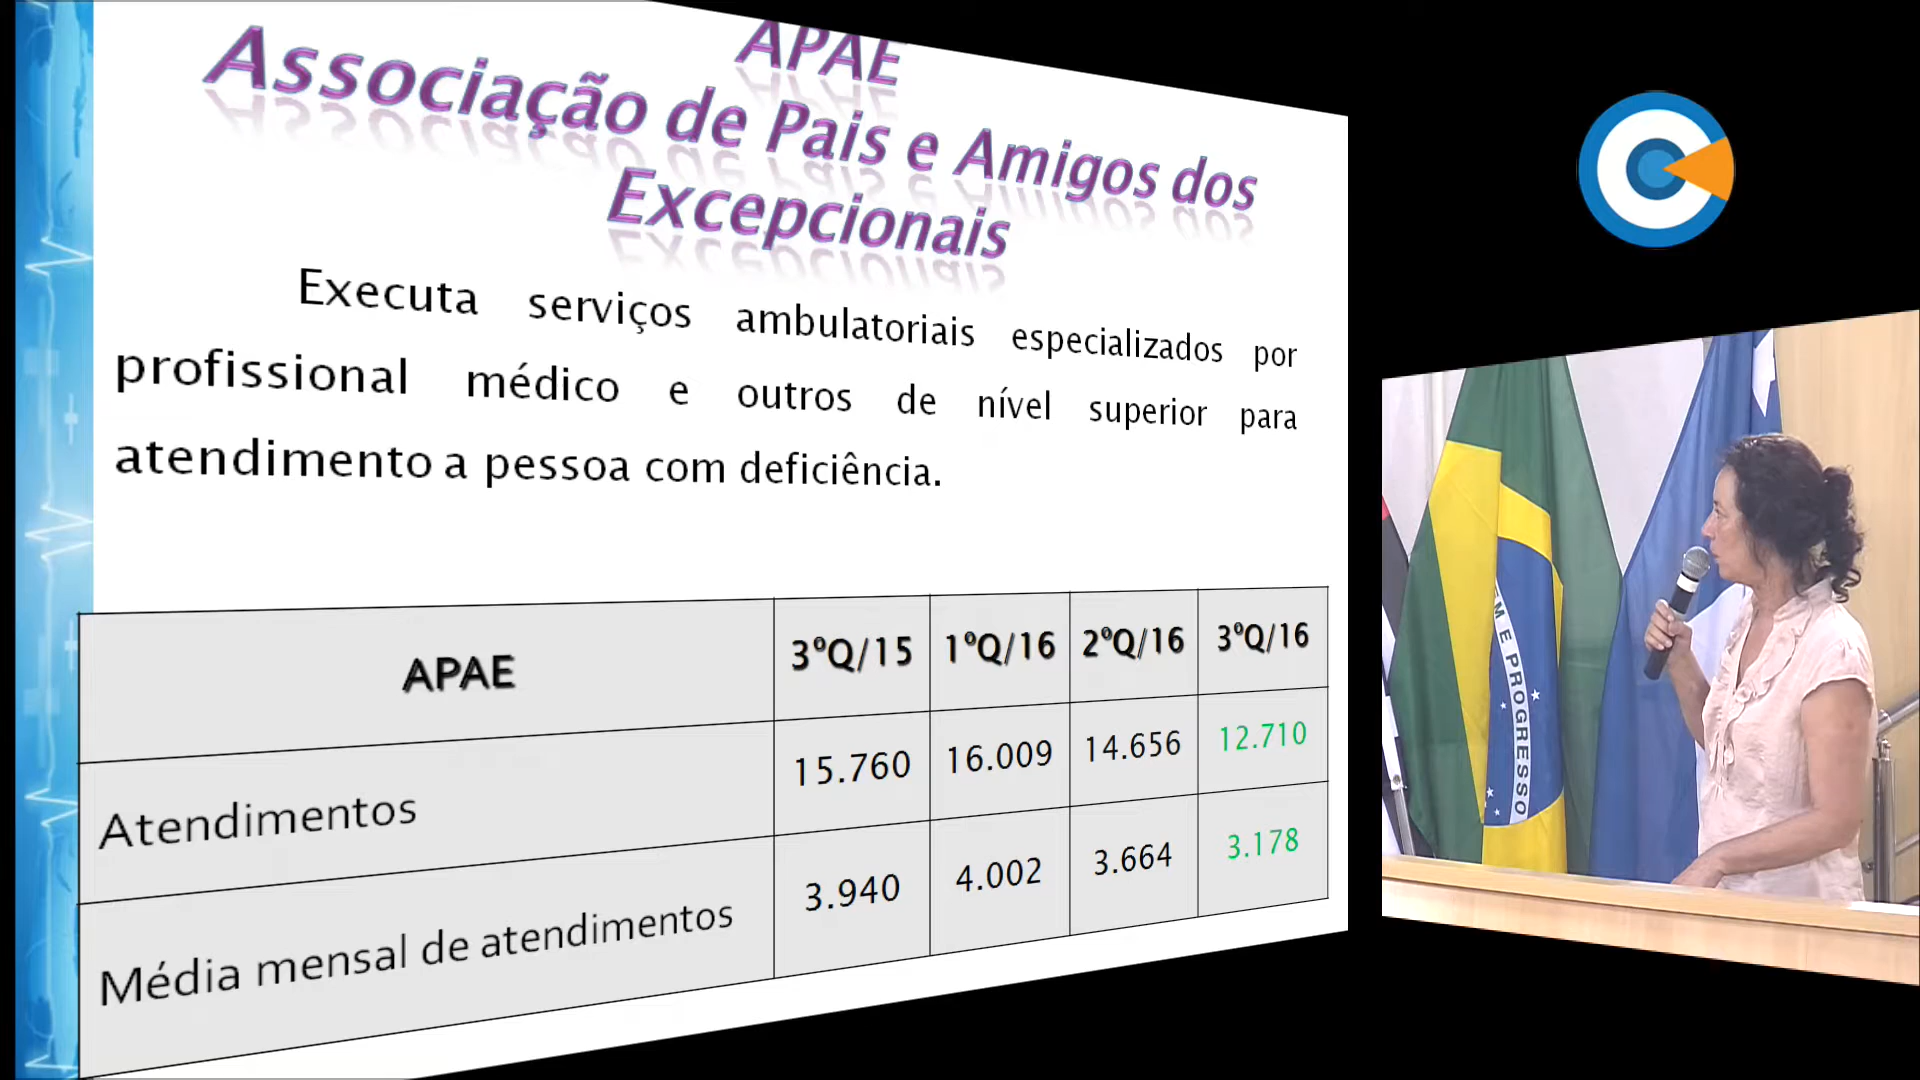 APAE
Associação de Pais e Amigos dos
Excepcionais
Executa serviços ambulatoriais especializados por
profissional médico e outros de nível superior para
atendimento a pessoa com deficiência.
APAE 3ºQ/15 1ºQ/16 2ºQ/16 3ºQ/16
Atendimentos 15.760 16.009 14.656 12.710
Média mensal de atendimentos 3.940 4.002 3.664 3.178
M E PROGRESSO